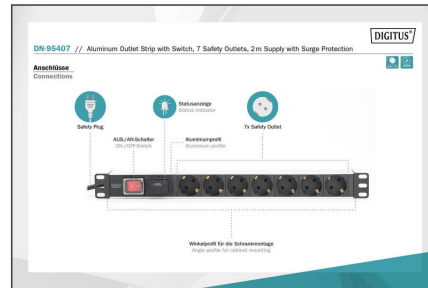 DIGITUS®
DN-95407 // Aluminum Outlet Strip with Switch, 7 Safety Outlets, 2 m Supply with Surge Protection
Anschlüsse
Connections
Safety Plug
Statusanzeige
Status indicator
7x Safety Outlet
AUS-/AN-Schalter
ON-/OFF-Switch
Aluminiumprofil
Aluminium profile
Winkelprofil für die Schrankmontage
Angle profile for cabinet mounting